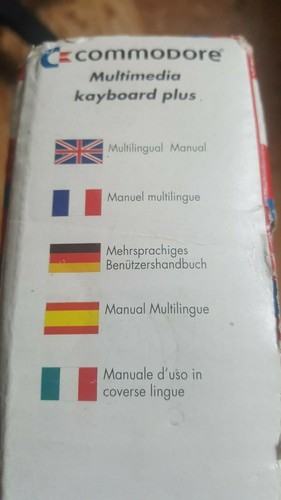 commodore
Multimedia
kayboard plus
Multilingual Manual
Manuel multilingue
Mehrsprachiges
Benützershandbuch
Manual Multilingue
Manuale d'uso in
coverse lingue